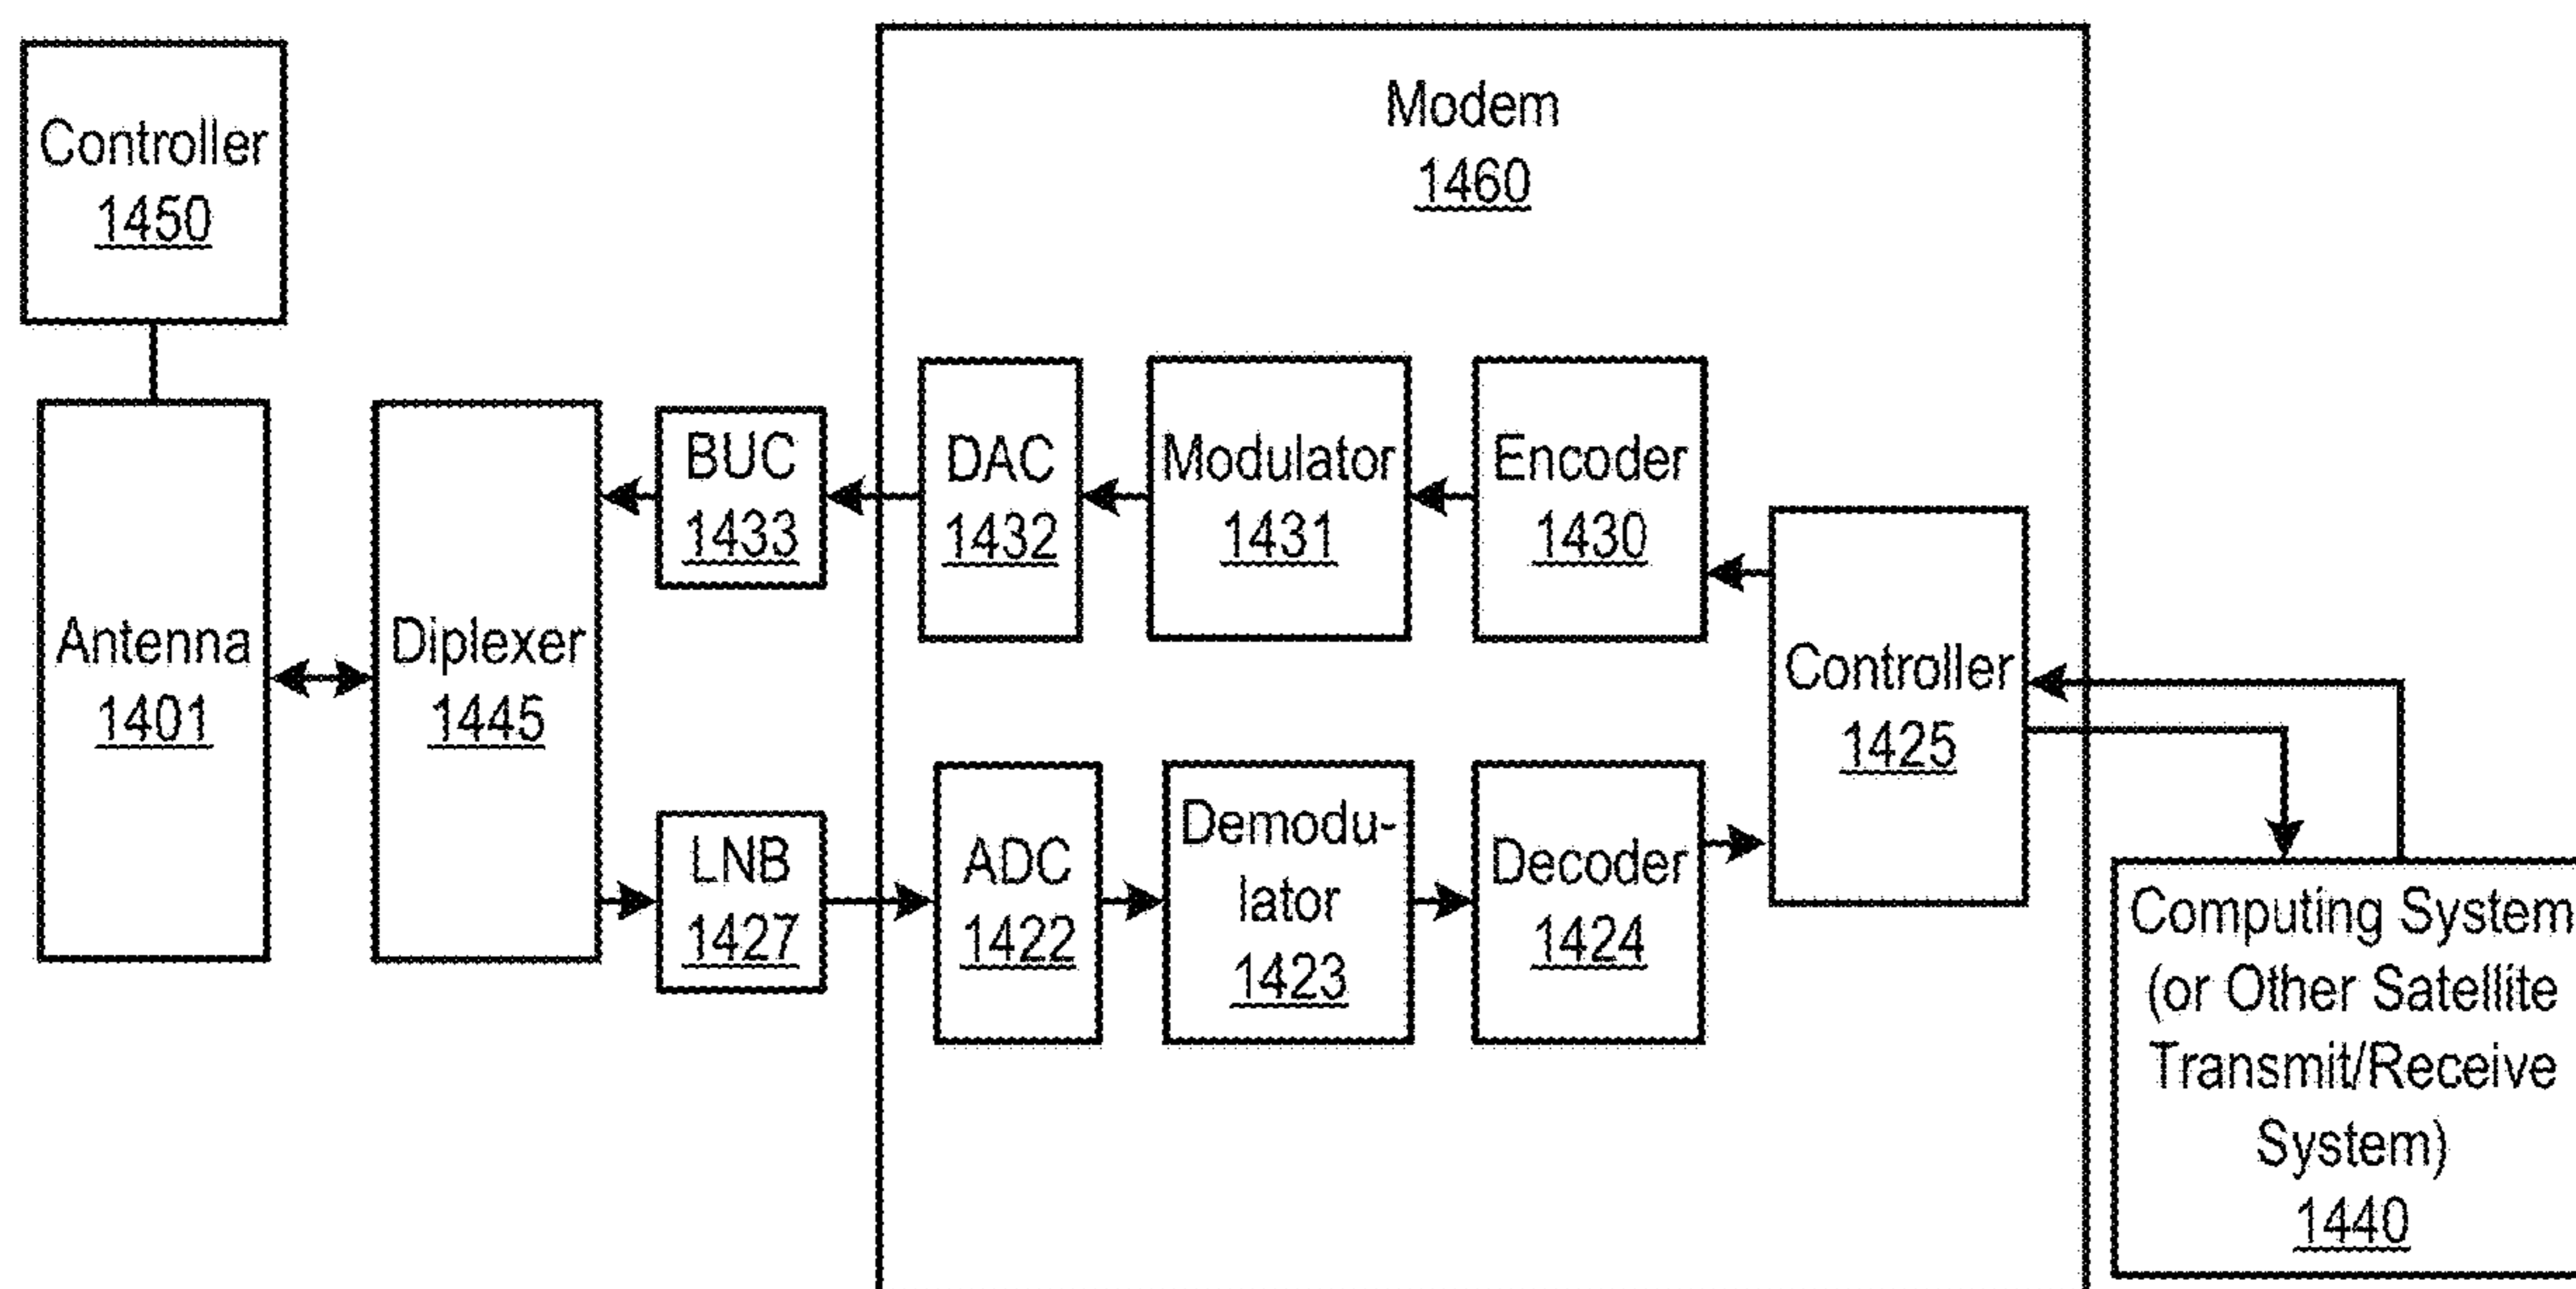 Controller
1450
Modem
1460
Antenna
1401
Diplexer
1445
BUC
1433
DAC
1432
Modulator
1431
Encoder
1430
Controller
1425
LNB
1427
ADC
1422
Demodu-
lator
1423
Decoder
1424
Computing System
(or Other Satellite
Transmit/Receive
System)
1440